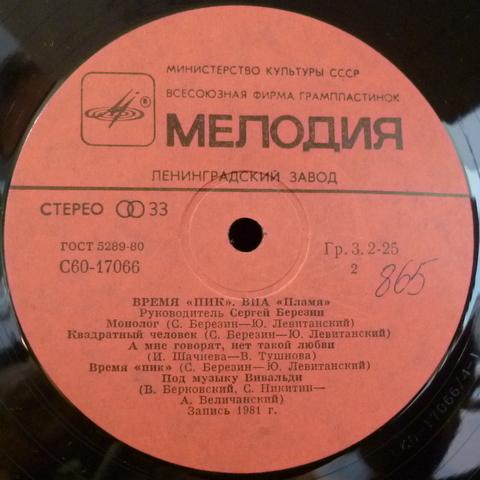 МИНИСТЕРСТВО КУЛЬТУРЫ СССР
ВСЕСОЮЗНАЯ ФИРМА ГРАМПЛАСТИНОК
®
МЕЛОДИЯ
ЛЕНИНГРАДСКИЙ ЗАВОД
СТЕРЕО 33
ГОСТ 5289-80
Гр. 3. 2-25
С60-17066
2
865
ВРЕМЯ «ПИК». ВИА «Пламя»
Руководитель Сергей Березин
Монолог (С. Березин—Ю. Левитанский)
Квадратный человек (С. Березин—Ю. Левитанский)
А мне говорят, нет такой любви
(И. Шачнева—В. Тушнова)
Время «пик» (С. Березин—Ю. Левитанский)
Под музыку Вивальди
(В. Берковский, С. Никитин—
А. Величанский)
Запись 1981 г.